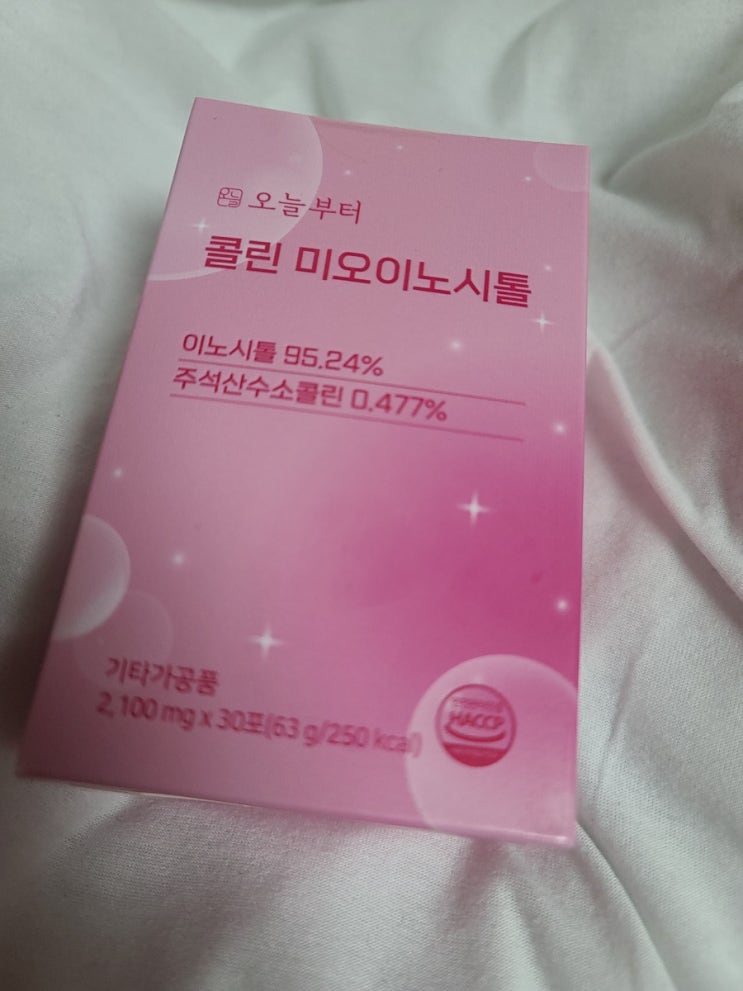 오늘부터
콜린 미오이노시톨
이노시톨 95.24%
주석산수소콜린 0.477%
기타가공품
2,100 mg x 30포(63 g/250 kcal)
HACCP